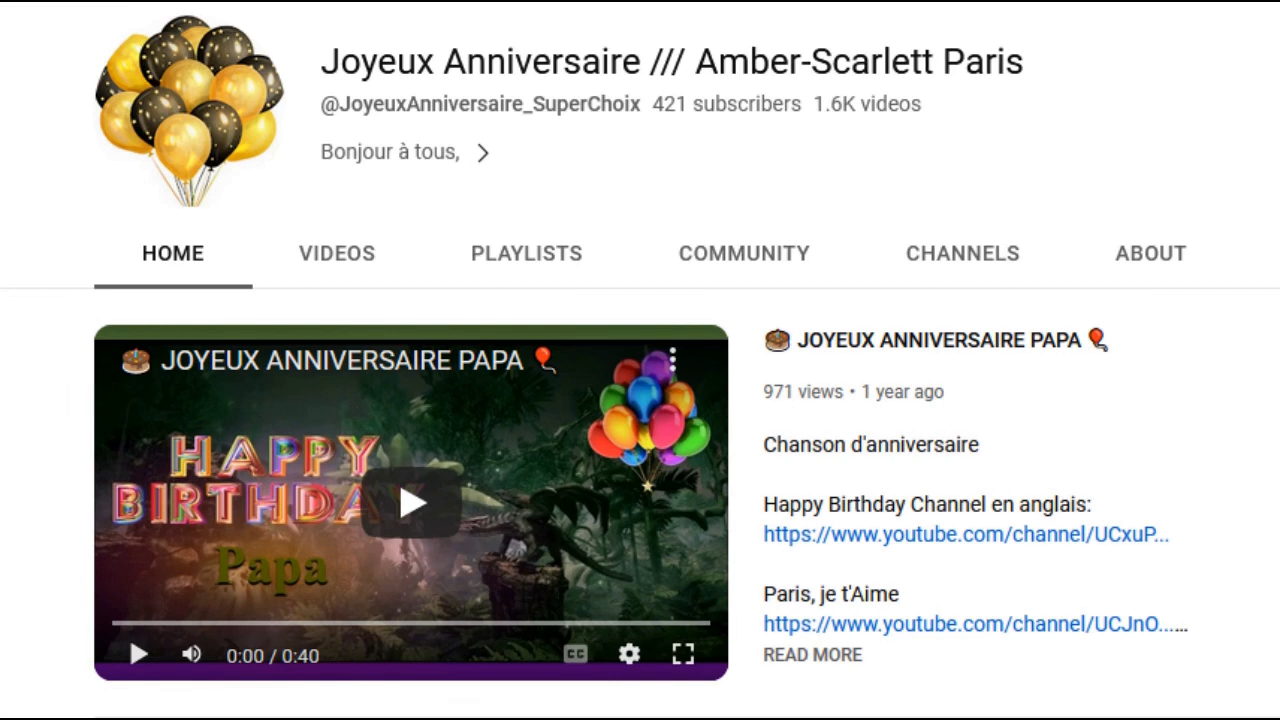 Joyeux Anniversaire /// Amber-Scarlett Paris
@JoyeuxAnniversaire_SuperChoix 421 subscribers 1.6K videos
Bonjour à tous,
HOME VIDEOS PLAYLISTS COMMUNITY CHANNELS ABOUT
JOYEUX ANNIVERSAIRE PAPA
HAPPY
BIRTHDAY
Papa
0:00 / 0:40
CC
JOYEUX ANNIVERSAIRE PAPA
971 views • 1 year ago
Chanson d'anniversaire
Happy Birthday Channel en anglais:
https://www.youtube.com/channel/UCxuP...
Paris, je t'Aime
https://www.youtube.com/channel/UCJnO......
READ MORE